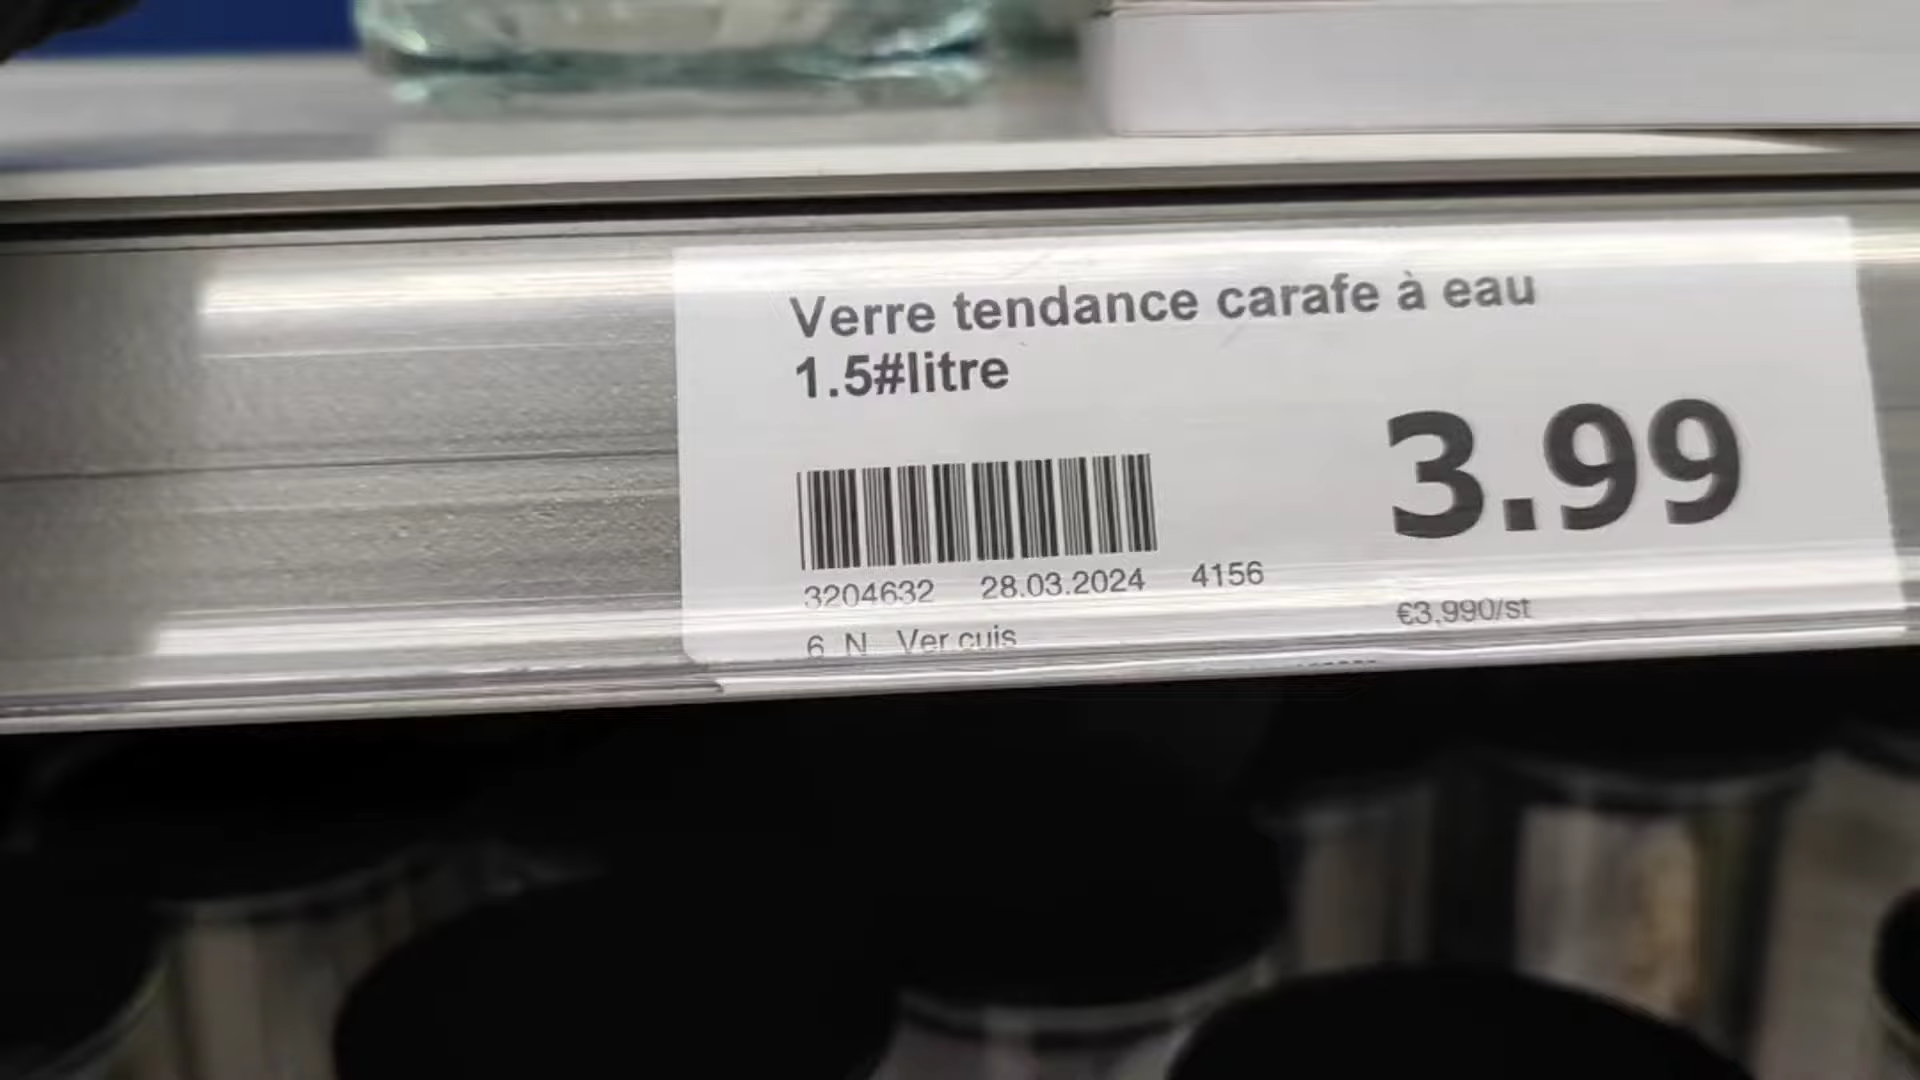 Verre tendance carafe à eau
1.5#litre
3.99
3204632 28.03.2024 4156
€3.990/st
6 N Ver cuis